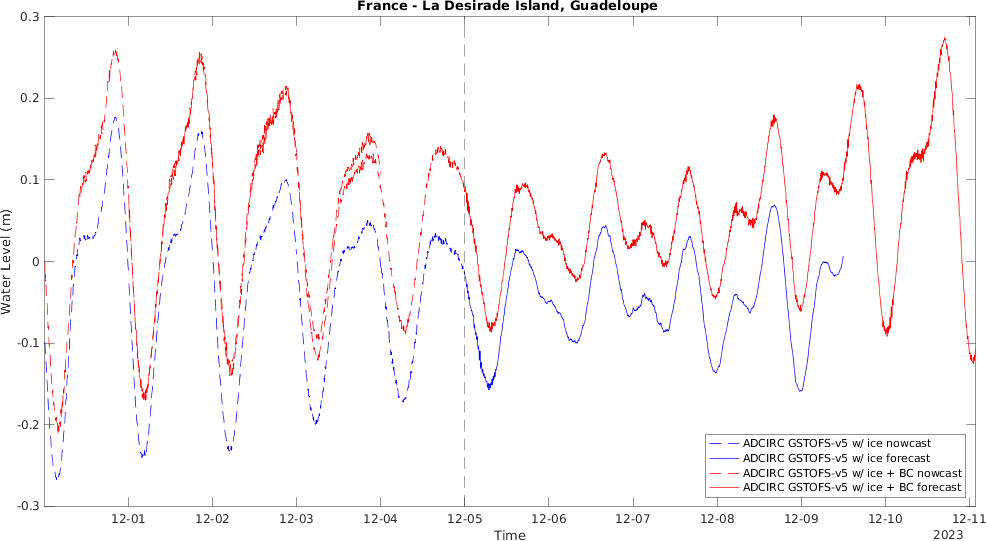 France - La Desirade Island, Guadeloupe
0.3
0.2
0.1
0
-0.1
-0.2
-0.3
Water Level (m)
12-01
12-02
12-03
12-04
12-05
12-06
12-07
12-08
12-09
12-10
12-11
Time
2023
ADCIRC GSTOFS-v5 w/ ice nowcast
ADCIRC GSTOFS-v5 w/ ice forecast
ADCIRC GSTOFS-v5 w/ ice + BC nowcast
ADCIRC GSTOFS-v5 w/ ice + BC forecast